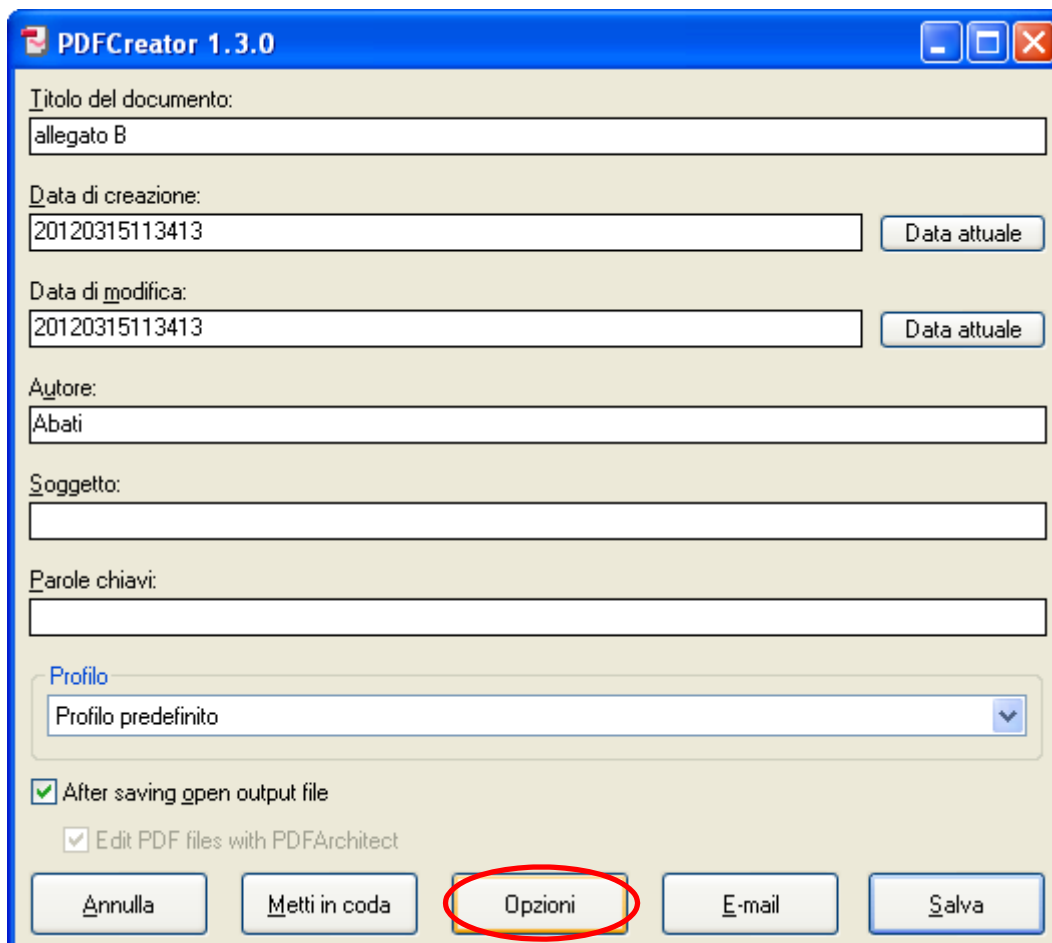 PDFCreator 1.3.0
Titolo del documento:
allegato B
Data di creazione:
20120315113413
Data attuale
Data di modifica:
20120315113413
Data attuale
Autore:
Abati
Soggetto:
Parole chiavi:
Profilo
Profilo predefinito
After saving open output file
Edit PDF files with PDFArchitect
Annulla
Metti in coda
Opzioni
E-mail
Salva